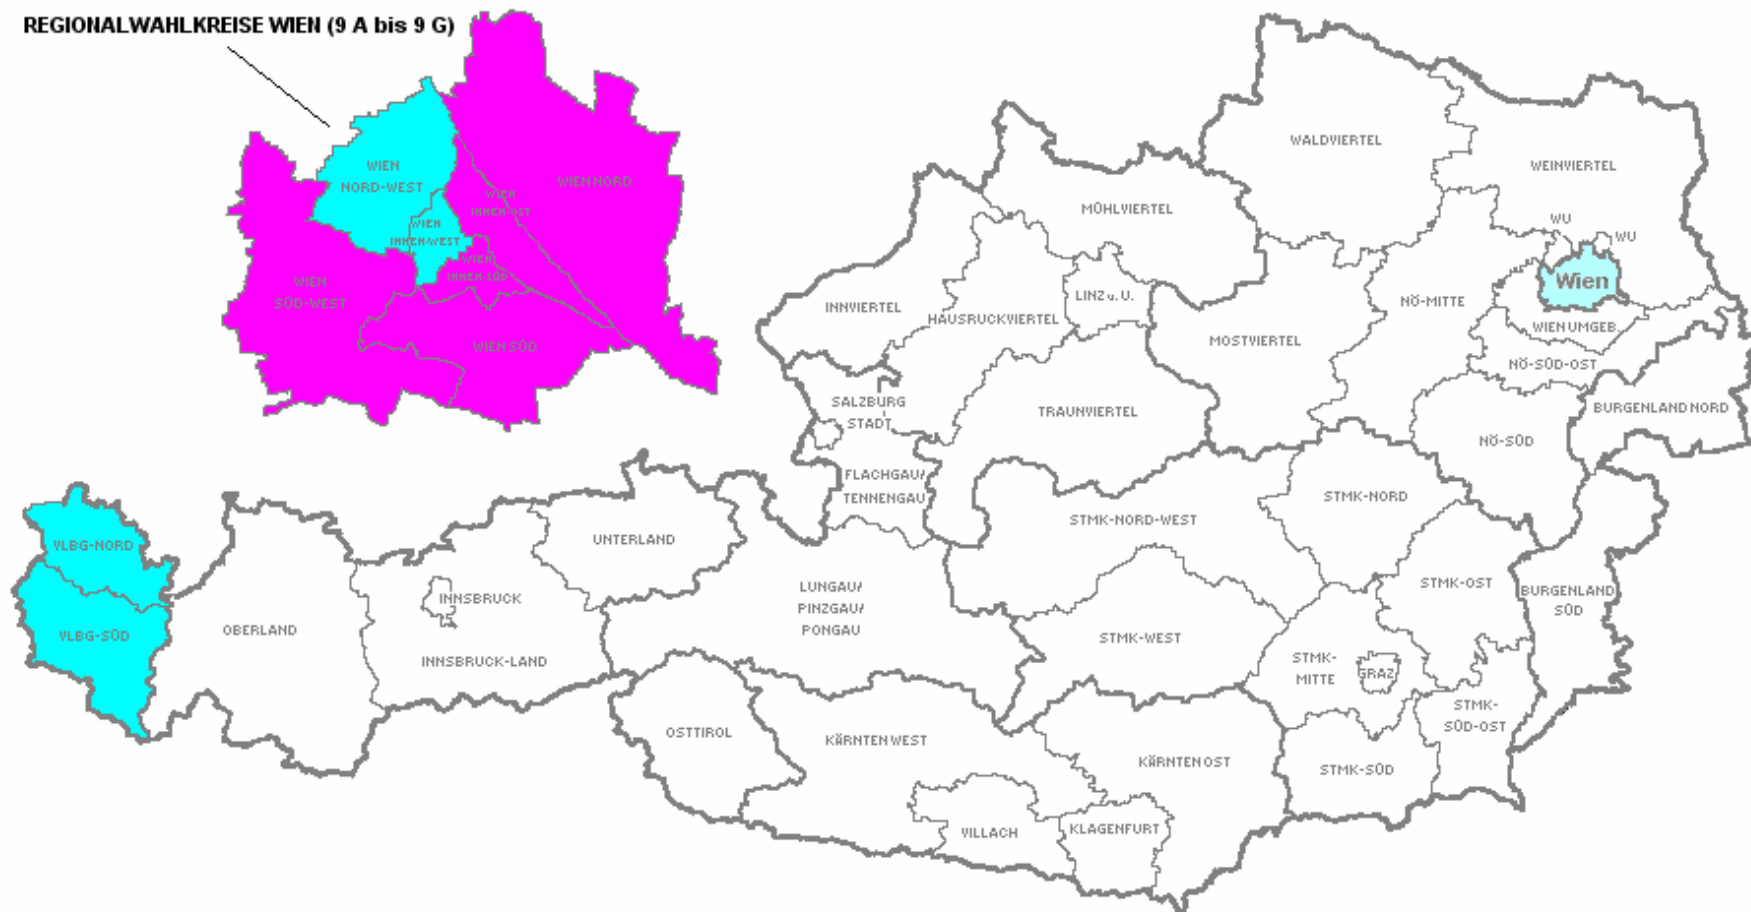 REGIONALWAHLKREISE WIEN (9 A bis 9 G)
WIEN
NORD-WEST
WIEN NORD
WIEN
INNEN-OST
WIEN
INNEN-WEST
WIEN
INNEN-SÜD
WIEN
SÜD-WEST
WIEN SÜD
WALDVIERTEL
WEINVIERTEL
MÜHLVIERTEL
WU
WU
Wien
INNVIERTEL
HAUSRUCKVIERTEL
LINZ u. U.
NÖ-MITTE
MOSTVIERTEL
WIEN UMGEB.
NÖ-SÜD-OST
SALZBURG
STADT
TRAUNVIERTEL
BURGENLAND NORD
NÖ-SÜD
FLACHGAU/
TENNENGAU
STMK-NORD
STMK-NORD-WEST
VLBG-NORD
UNTERLAND
STMK-OST
BURGENLAND
SÜD
INNSBRUCK
LUNGAU/
PINZGAU/
PONGAU
VLBG-SÜD
OBERLAND
INNSBRUCK-LAND
STMK-WEST
STMK-
MITTE
GRAZ
STMK-
SÜD-OST
OSTTIROL
KÄRNTEN WEST
KÄRNTEN OST
STMK-SÜD
VILLACH
KLAGENFURT